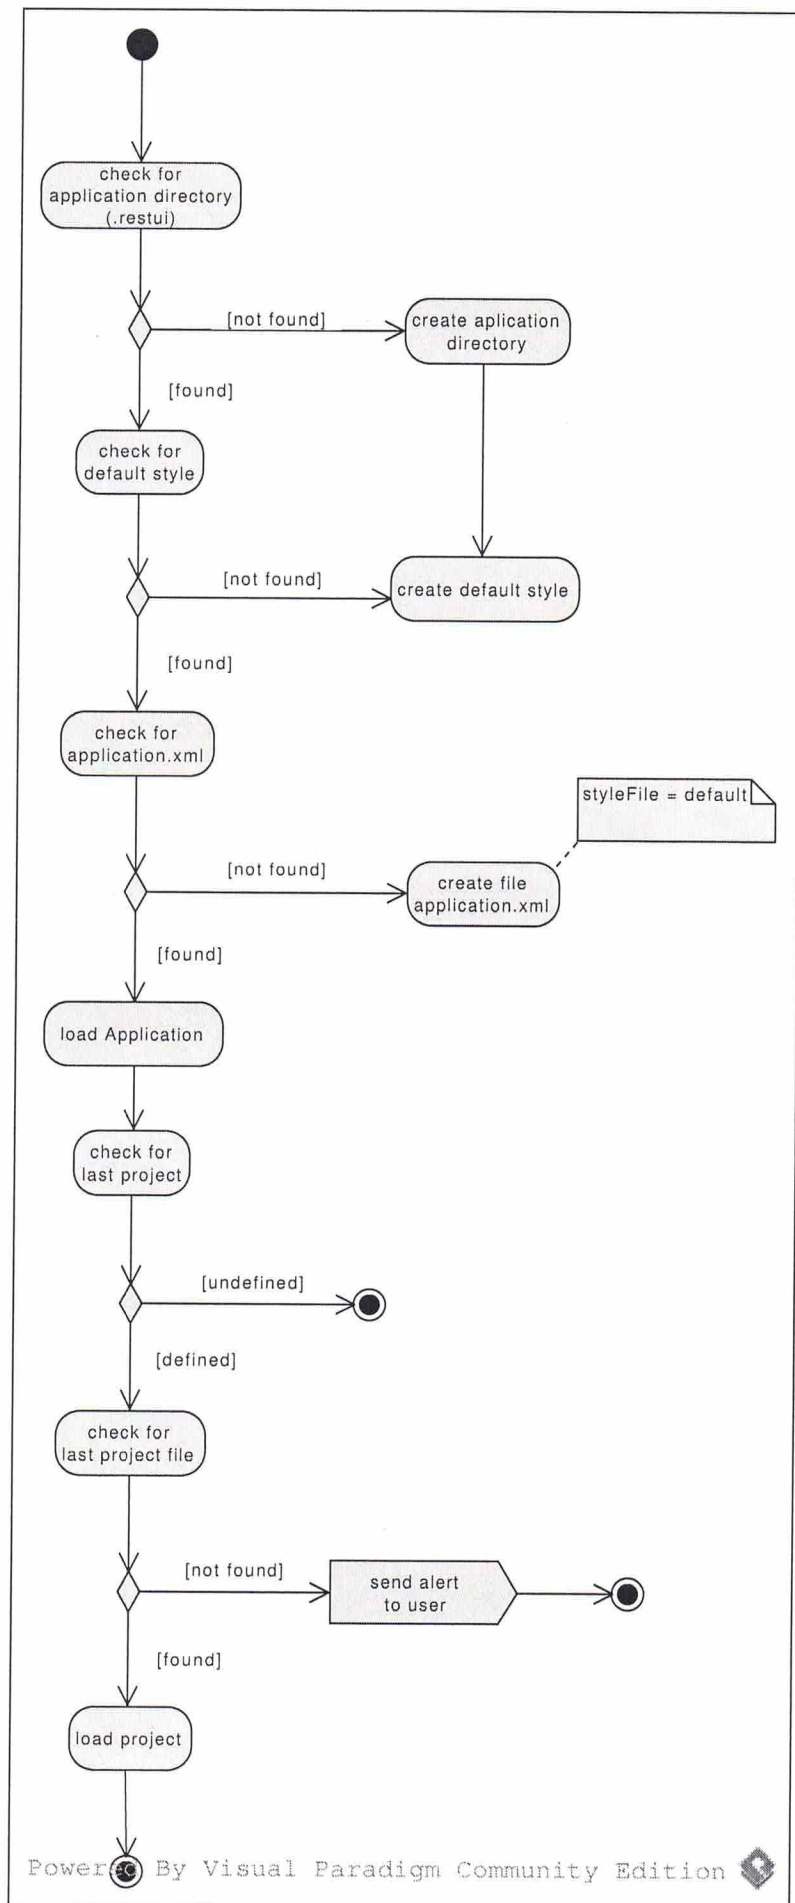 check for
application directory
(.restui)
[not found]
create aplication
directory
[found]
check for
default style
[not found]
create default style
[found]
check for
application.xml
styleFile = default
[not found]
create file
application.xml
[found]
load Application
check for
last project
[undefined]
[defined]
check for
last project file
[not found]
send alert
to user
[found]
load project
Powered By Visual Paradigm Community Edition